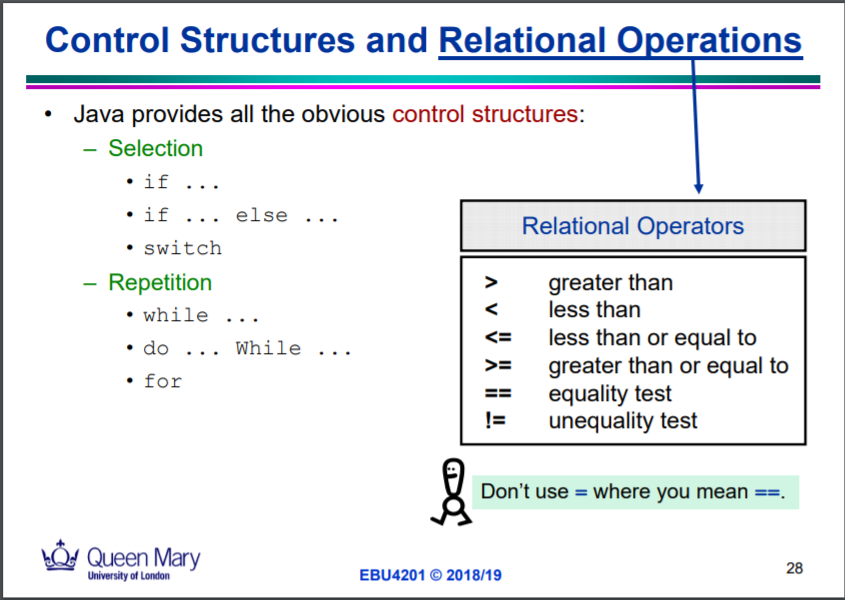 Control Structures and Relational Operations
• Java provides all the obvious control structures:
– Selection
• if ...
• if ... else ...
• switch
– Repetition
• while ...
• do ... While ...
• for
Relational Operators
> greater than
< less than
<= less than or equal to
>= greater than or equal to
== equality test
!= unequality test
Don't use = where you mean ==.
Queen Mary
University of London
EBU4201 © 2018/19
28